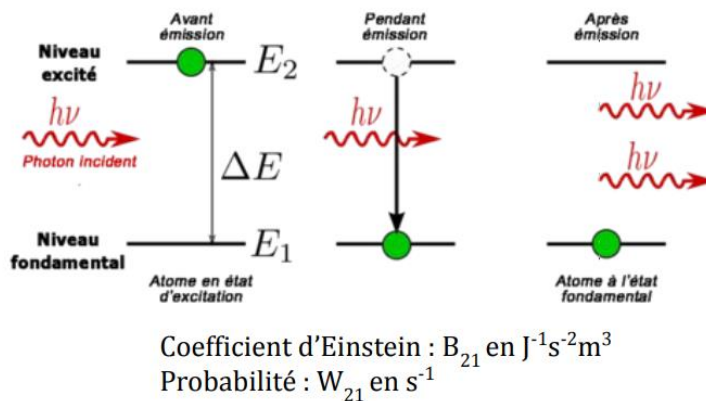 Avant
émission
Pendant
émission
Après
émission
Niveau
excité
E₂
hν
Photon incident
ΔE
hν
hν
hν
Niveau
fondamental
E₁
Atome en état
d'excitation
Atome à l'état
fondamental
Coefficient d'Einstein : B₂₁ en J⁻¹s⁻²m³
Probabilité : W₂₁ en s⁻¹